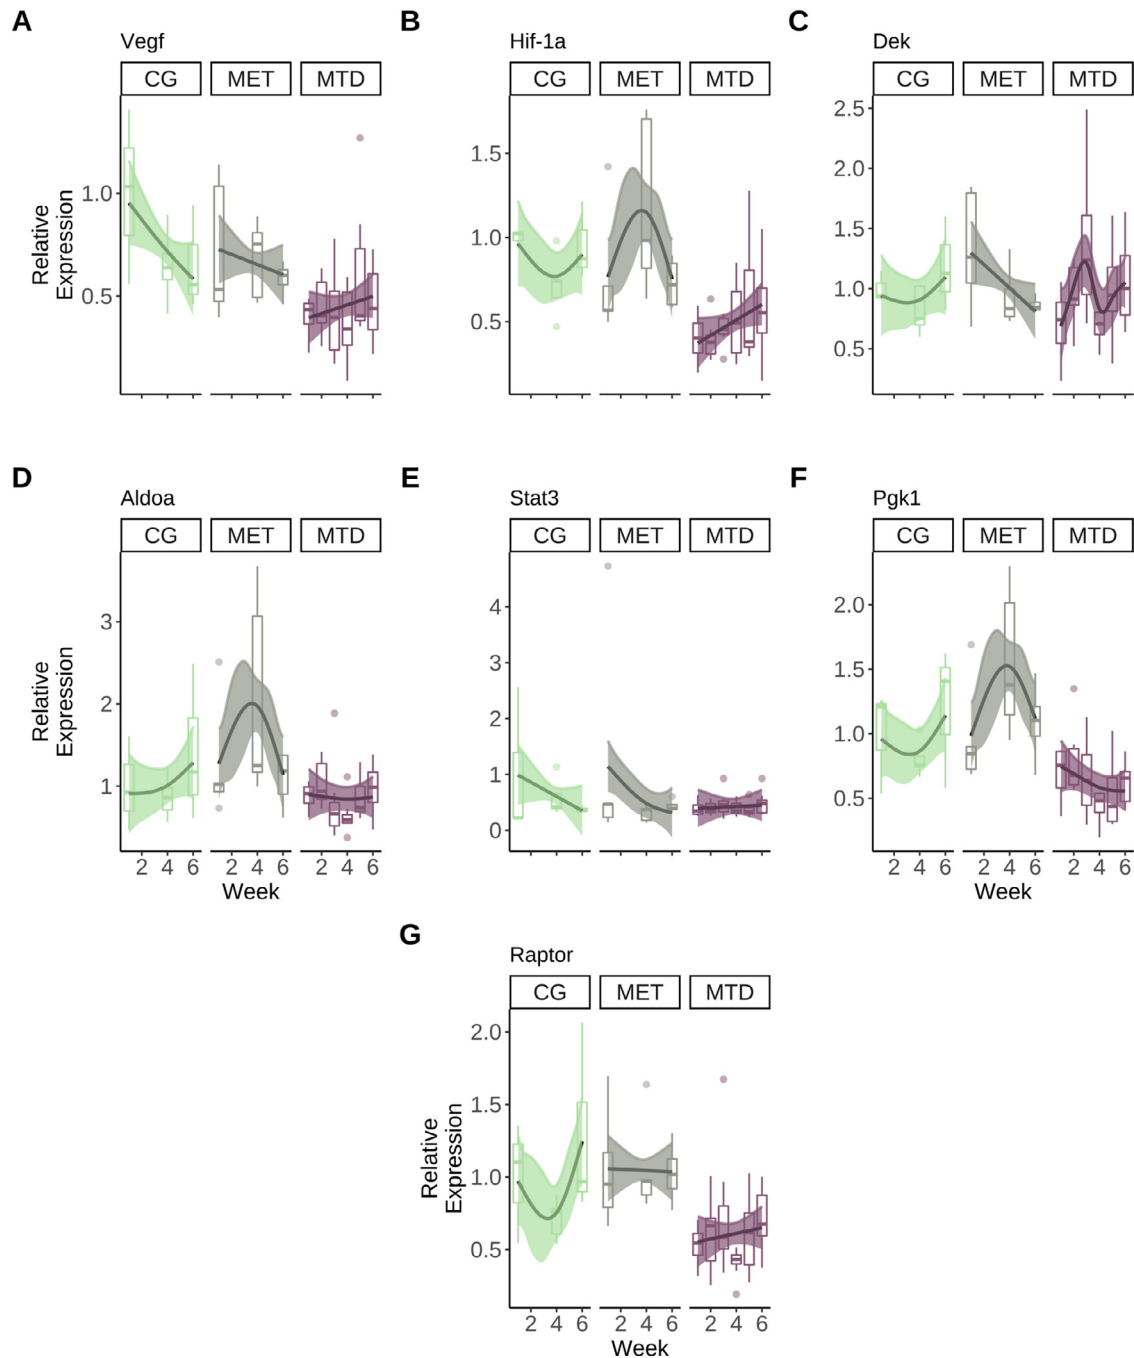 A
Vegf
CG MET MTD
1.0
0.5
Relative
Expression
B
Hif-1a
CG MET MTD
1.5
1.0
0.5
C
Dek
CG MET MTD
2.5
2.0
1.5
1.0
0.5
D
Aldoa
CG MET MTD
3
2
1
Relative
Expression
2 4 6 2 4 6 2 4 6
Week
E
Stat3
CG MET MTD
4
3
2
1
0
F
Pgk1
CG MET MTD
2.0
1.5
1.0
0.5
2 4 6 2 4 6 2 4 6
Week
G
Raptor
CG MET MTD
2.0
1.5
1.0
0.5
Relative
Expression
2 4 6 2 4 6 2 4 6
Week